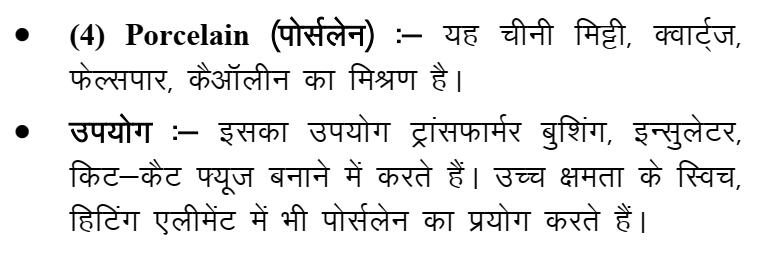 • (4) Porcelain (पोर्सलेन) :– यह चीनी मिट्टी, क्वार्ट्ज,
फेल्सपार, कैऑलीन का मिश्रण है।
• उपयोग :– इसका उपयोग ट्रांसफार्मर बुशिंग, इन्सुलेटर,
किट–कैट फ्यूज बनाने में करते हैं। उच्च क्षमता के स्विच,
हिटिंग एलीमेंट में भी पोर्सलेन का प्रयोग करते हैं।